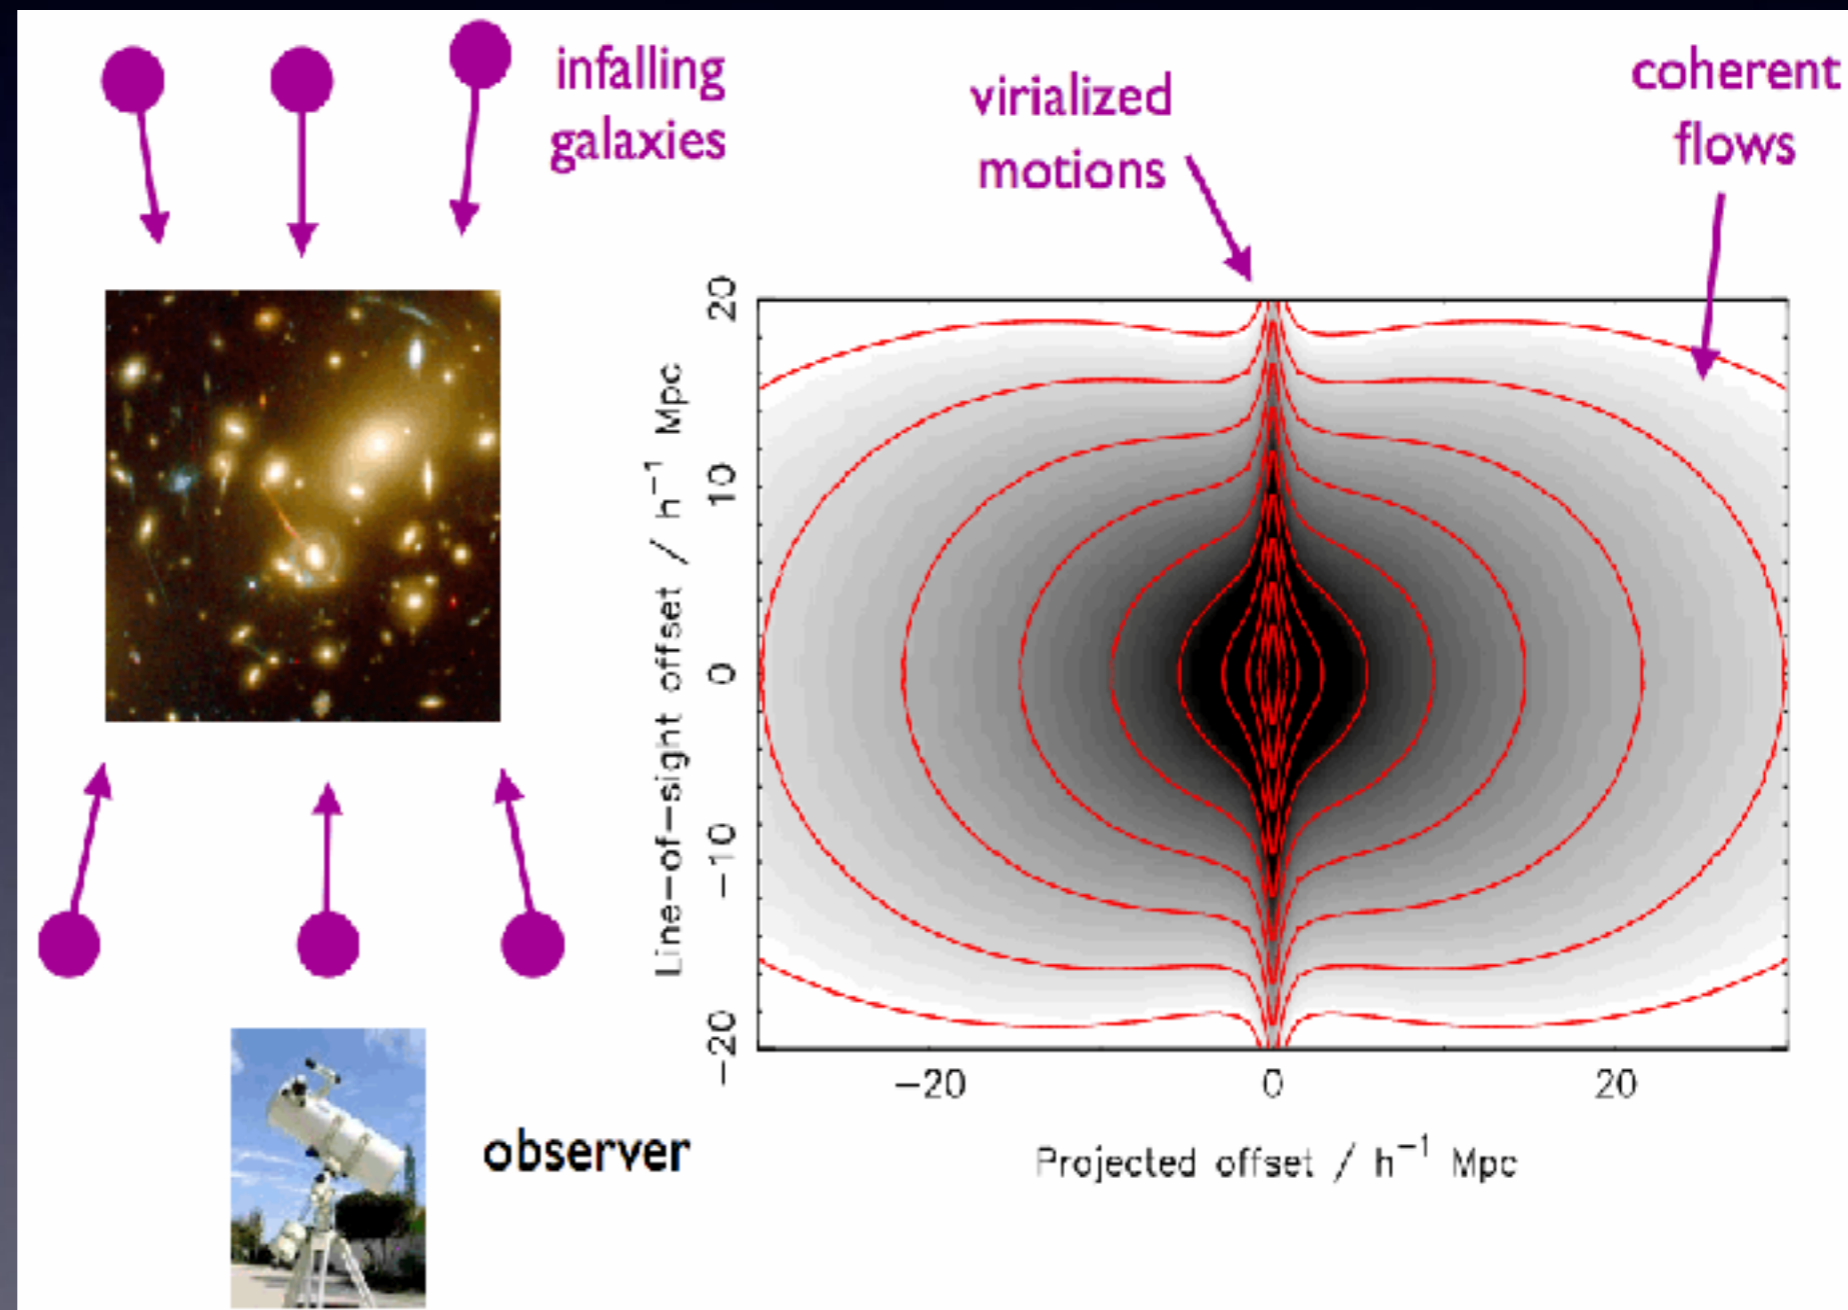 infalling
galaxies
virialized
motions
coherent
flows
20
10
0
−10
−20
Line−of−sight offset / h⁻¹ Mpc
−20
0
20
Projected offset / h⁻¹ Mpc
observer